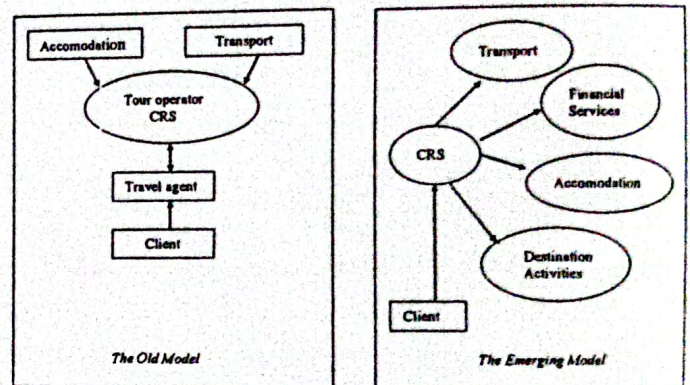 Accomodation
Transport
Tour operator
CRS
Travel agent
Client
The Old Model
Transport
Financial
Services
CRS
Accomodation
Destination
Activities
Client
The Emerging Model